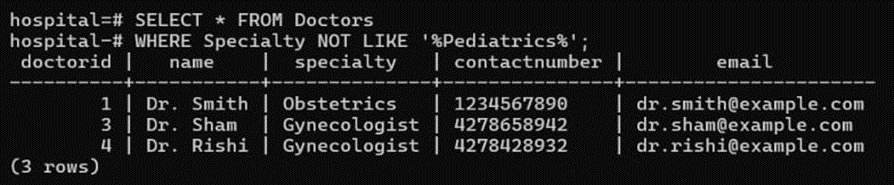 hospital=# SELECT * FROM Doctors
hospital-# WHERE Specialty NOT LIKE '%Pediatrics%';
 doctorid |   name    |  specialty   | contactnumber |        email
----------+-----------+--------------+---------------+----------------------
        1 | Dr. Smith | Obstetrics   | 1234567890    | dr.smith@example.com
        3 | Dr. Sham  | Gynecologist | 4278658942    | dr.sham@example.com
        4 | Dr. Rishi | Gynecologist | 4278428932    | dr.rishi@example.com
(3 rows)